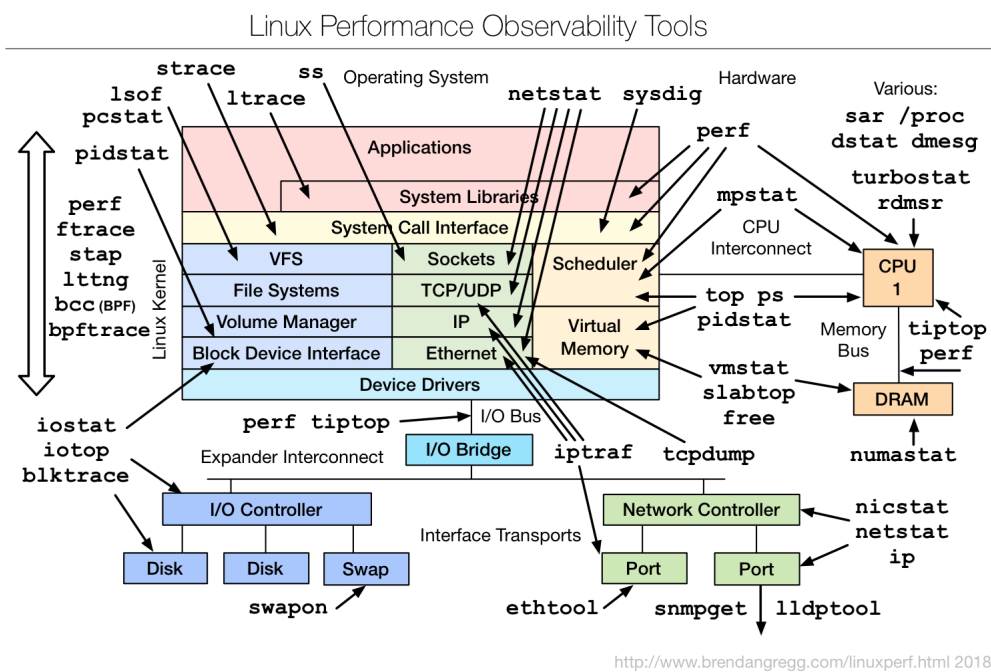 Linux Performance Observability Tools
strace
ss
Operating System
Hardware
Various:
lsof
pcstat
ltrace
netstat
sysdig
sar /proc
dstat dmesg
perf
pidstat
Applications
turbostat
rdmsr
mpstat
System Libraries
perf
ftrace
stap
lttng
bcc (BPF)
bpftrace
Linux Kernel
System Call Interface
CPU
Interconnect
VFS
Sockets
Scheduler
CPU
1
File Systems
TCP/UDP
top ps
pidstat
Volume Manager
IP
Virtual
Memory
Memory
Bus
tiptop
perf
Block Device Interface
Ethernet
vmstat
slabtop
free
Device Drivers
DRAM
iostat
iotop
blktrace
perf tiptop
I/O Bus
I/O Bridge
iptraf
tcpdump
numastat
Expander Interconnect
I/O Controller
Network Controller
nicstat
netstat
ip
Interface Transports
Disk
Disk
Swap
Port
Port
swapon
ethtool
snmpget
lldptool
http://www.brendangregg.com/linuxperf.html 2018